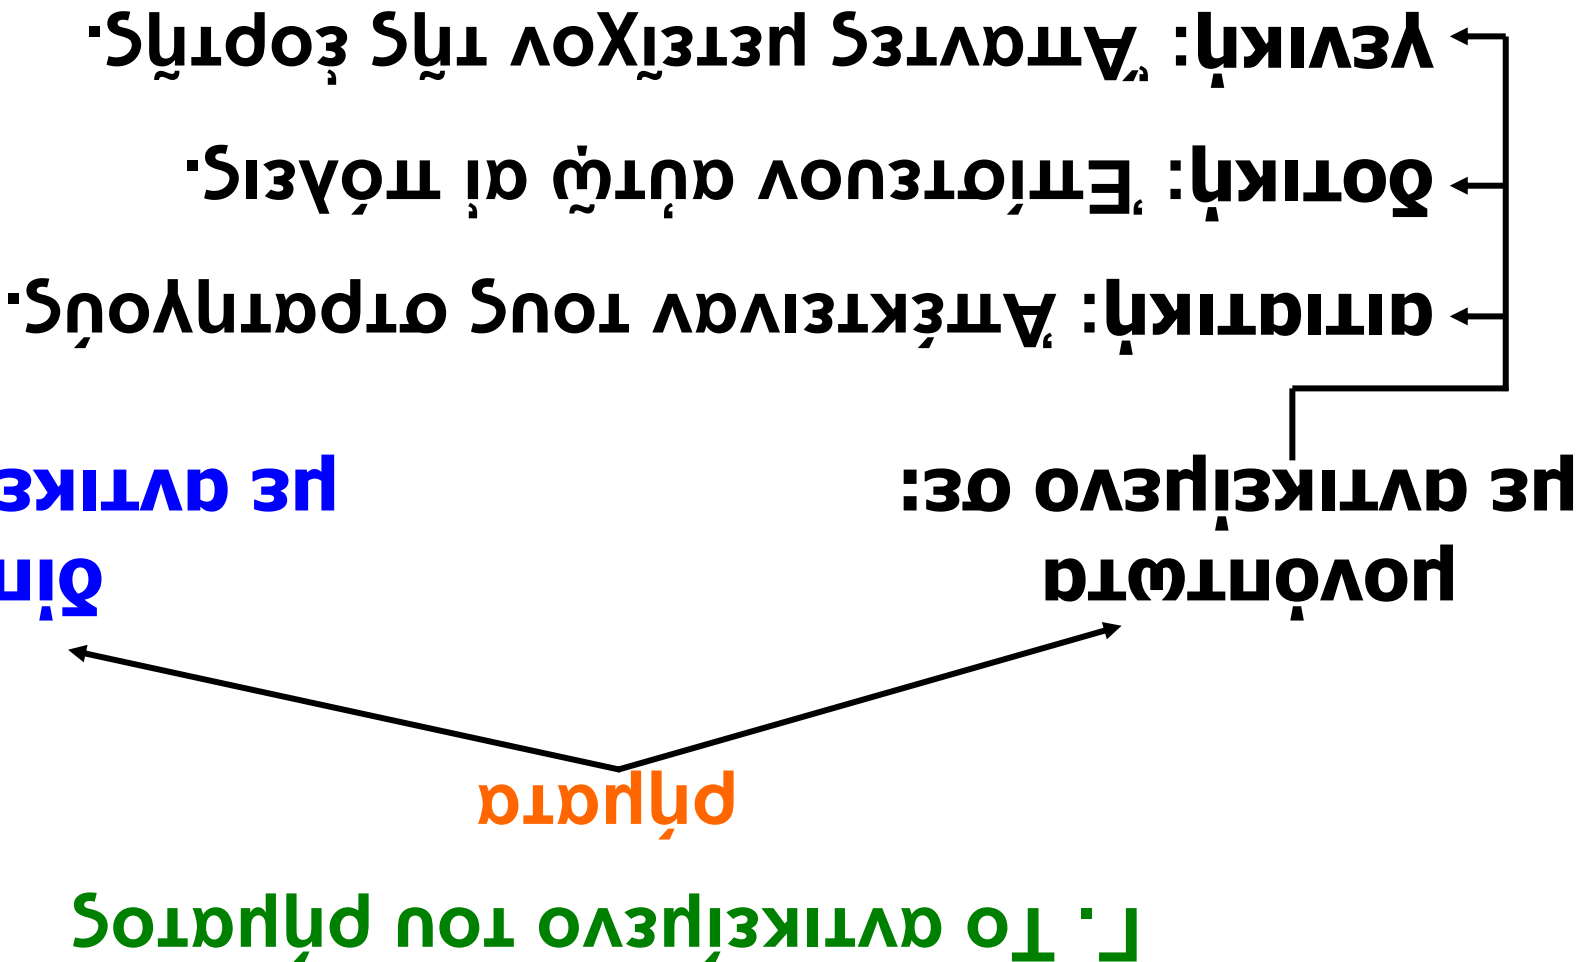 Γ. Το αντικείμενο του ρήματος
ρήματα
μονόπτωτα
με αντικείμενο σε:
αιτιατική: Ἀπέκτειναν τους στρατηγούς.
δοτική: Ἐπίστευον αὐτῷ αἱ πόλεις.
γενική: Ἅπαντες μετεῖχον τῆς ἑορτῆς.
με